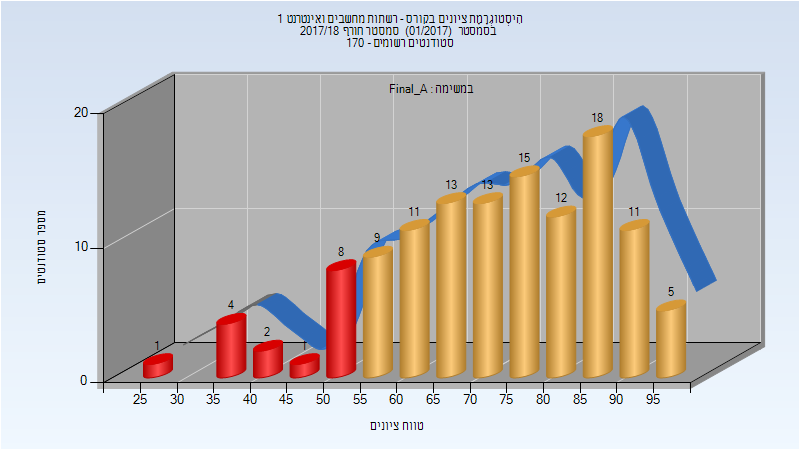 היסטוגרמת ציונים בקורס - רשתות מחשבים ואינטרנט 1
בסמסטר (01/2017) סמסטר חורף 2017/18
סטודנטים רשומים - 170
במשימה : Final_A
מספר סטודנטים
20
10
0
1
4
2
1
8
9
11
13
13
15
12
18
11
5
25 30 35 40 45 50 55 60 65 70 75 80 85 90 95
טווח ציונים